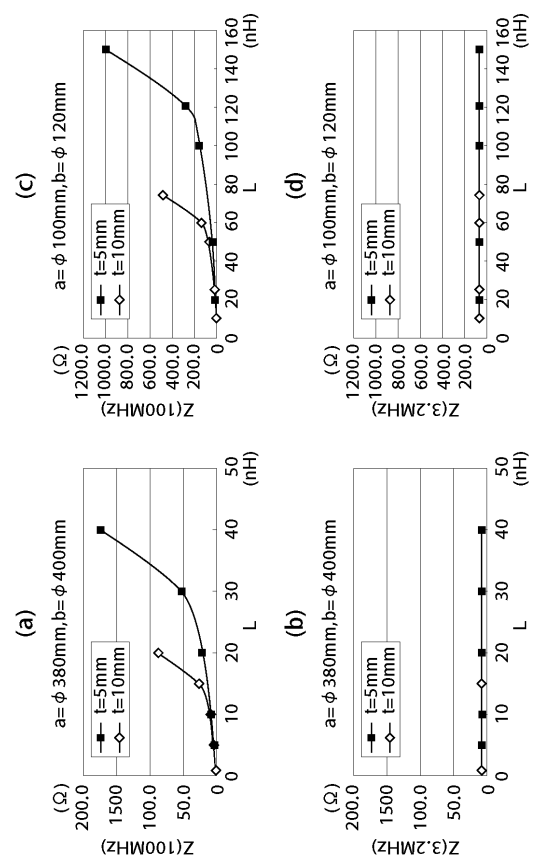 (a)
a=φ380mm,b=φ400mm
(Ω)
200.0
1500
100.0
50.0
0
Z(100MHz)
t=5mm
t=10mm
0 10 20 30 40 50
L (nH)
(b)
a=φ380mm,b=φ400mm
(Ω)
200.0
150.0
100.0
50.0
0
Z(3.2MHz)
t=5mm
t=10mm
0 10 20 30 40 50
L (nH)
(c)
a=φ100mm,b=φ120mm
(Ω)
1200.0
1000.0
800.0
600.0
400.0
200.0
0
Z(100MHz)
t=5mm
t=10mm
0 20 40 60 80 100 120 140 160
L (nH)
(d)
a=φ100mm,b=φ120mm
(Ω)
1200.0
1000.0
800.0
600.0
400.0
200.0
0
Z(3.2MHz)
t=5mm
t=10mm
0 20 40 60 80 100 120 140 160
L (nH)